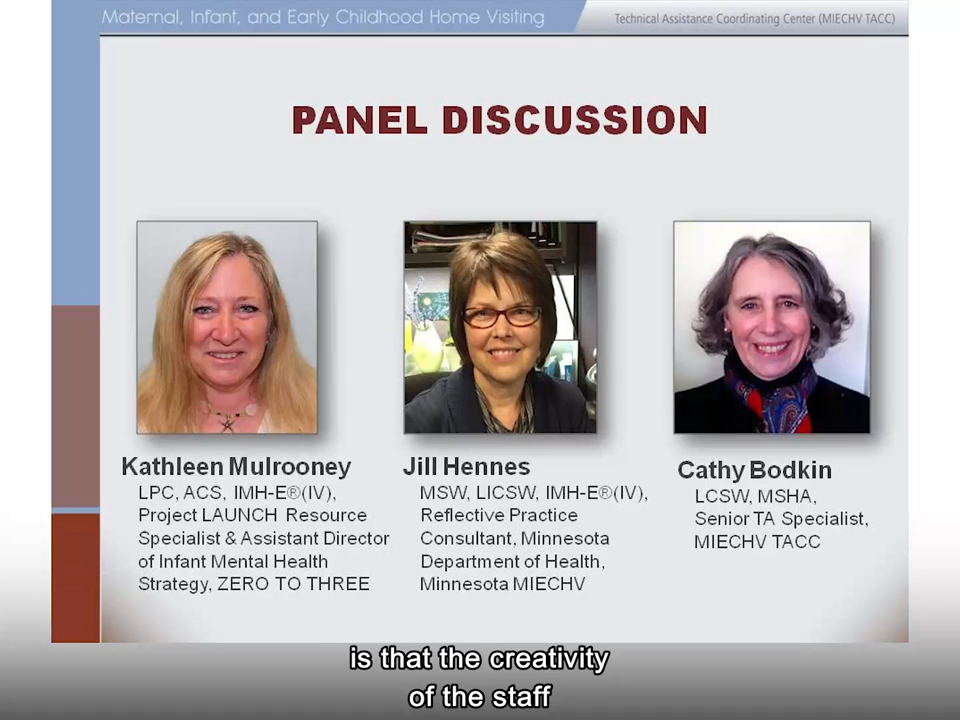 Maternal, Infant, and Early Childhood Home Visiting
Technical Assistance Coordinating Center (MIECHV TACC)
PANEL DISCUSSION
Kathleen Mulrooney
LPC, ACS, IMH-E®(IV),
Project LAUNCH Resource
Specialist & Assistant Director
of Infant Mental Health
Strategy, ZERO TO THREE
Jill Hennes
MSW, LICSW, IMH-E®(IV),
Reflective Practice
Consultant, Minnesota
Department of Health,
Minnesota MIECHV
Cathy Bodkin
LCSW, MSHA,
Senior TA Specialist,
MIECHV TACC
is that the creativity
of the staff